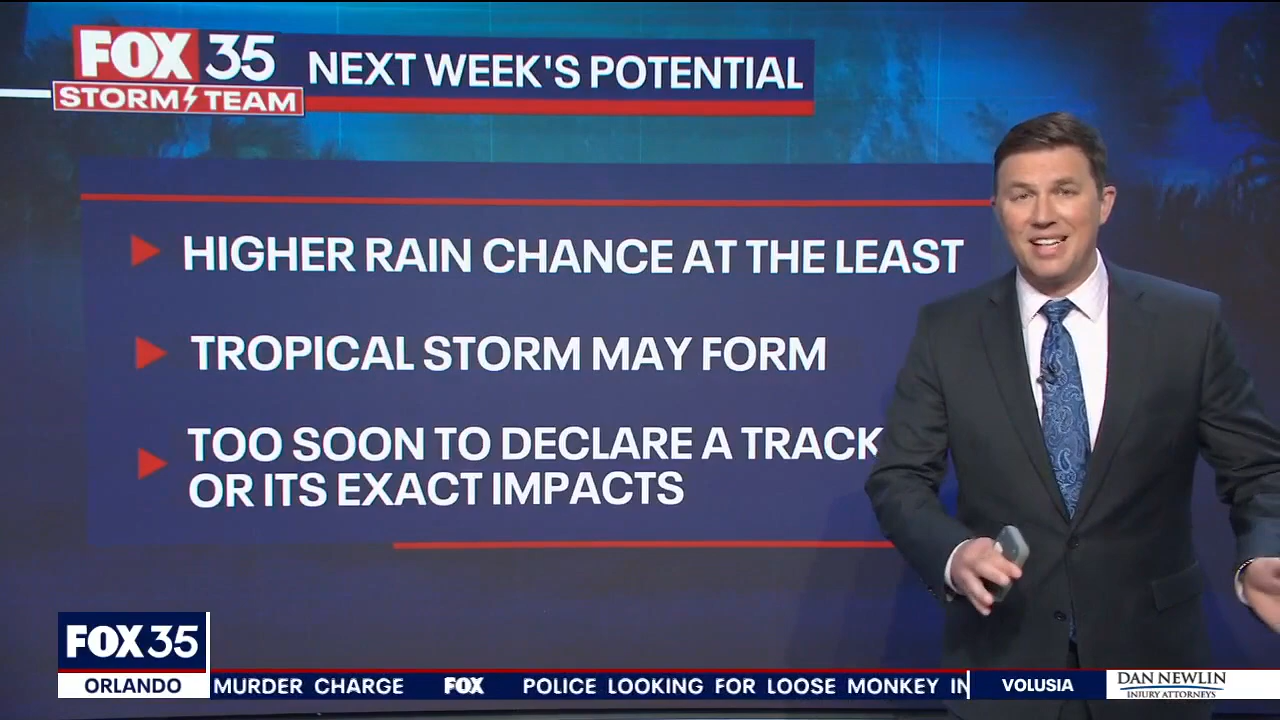 FOX 35
STORM TEAM
NEXT WEEK'S POTENTIAL
HIGHER RAIN CHANCE AT THE LEAST
TROPICAL STORM MAY FORM
TOO SOON TO DECLARE A TRACK
OR ITS EXACT IMPACTS
FOX 35
ORLANDO
MURDER CHARGE FOX POLICE LOOKING FOR LOOSE MONKEY IN
VOLUSIA
DAN NEWLIN
INJURY ATTORNEYS